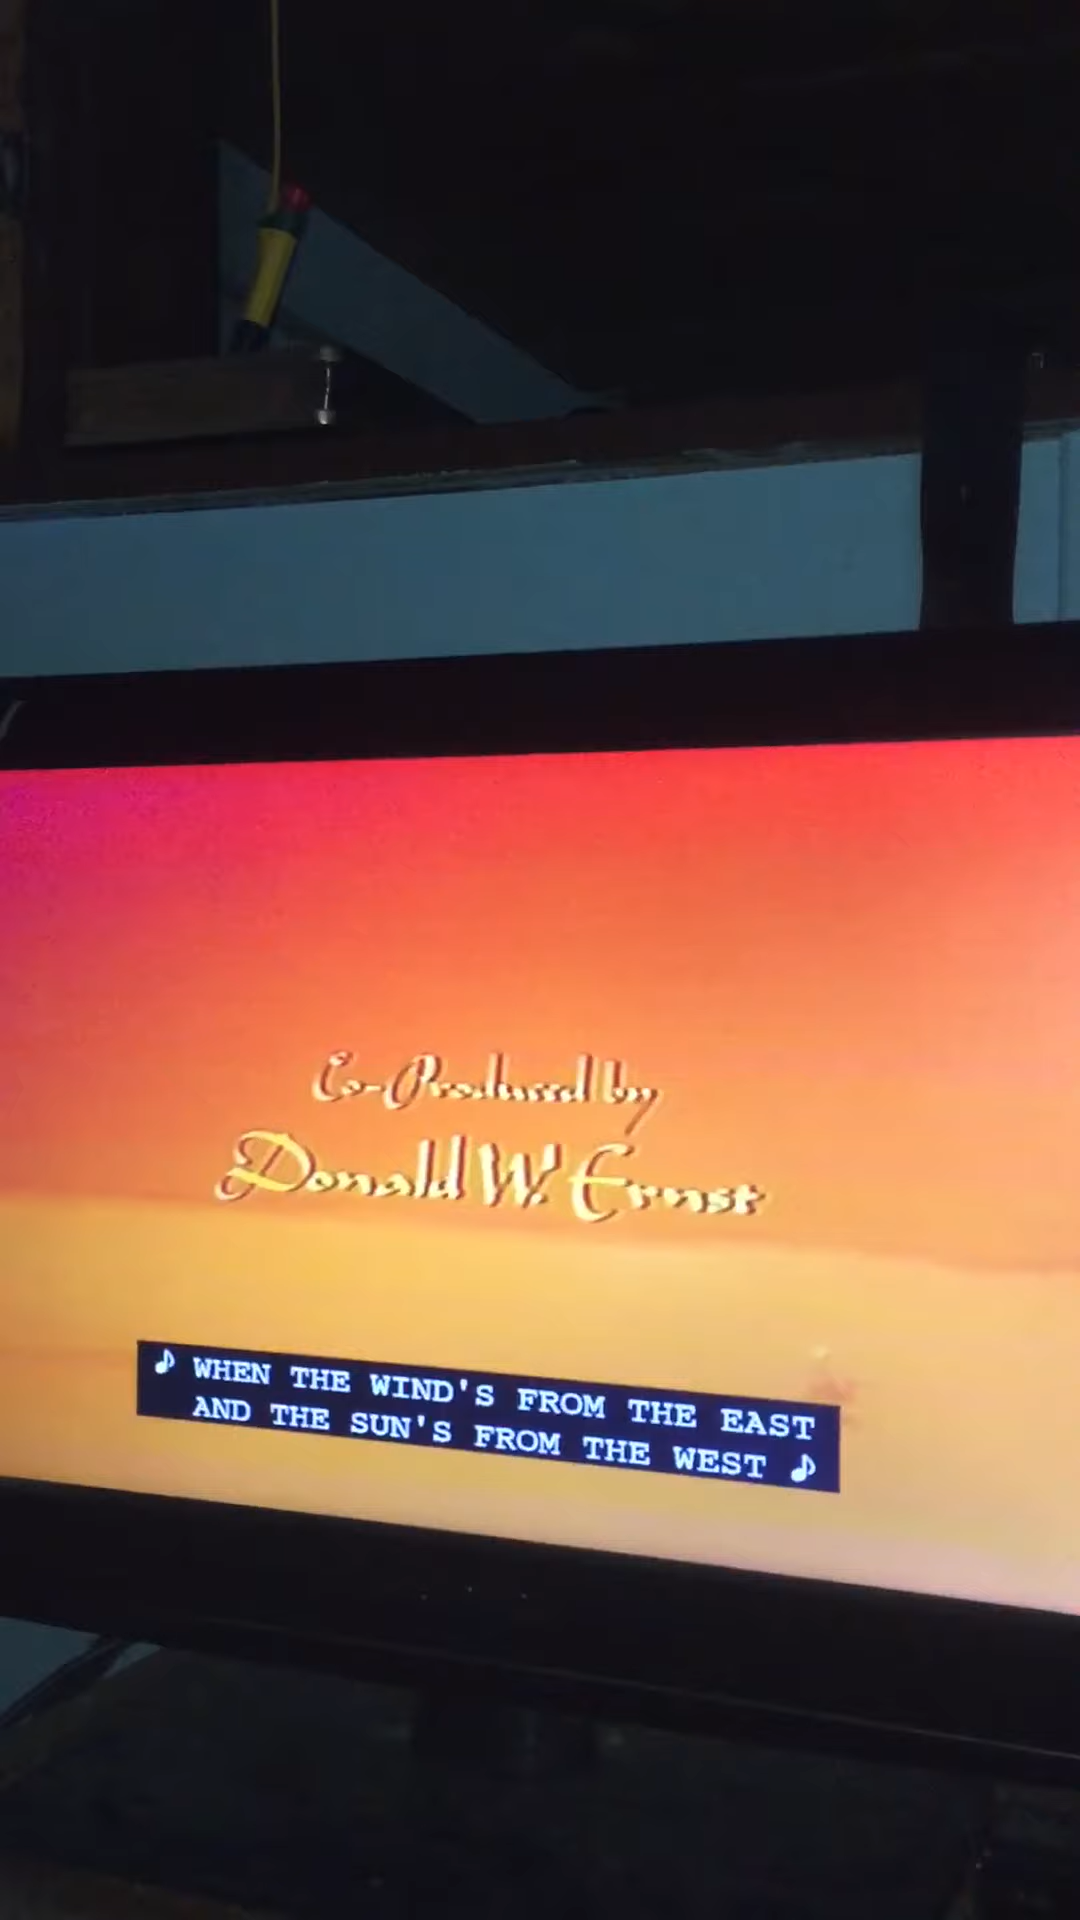 Co-Produced by
Donald W. Ernst
♪ WHEN THE WIND'S FROM THE EAST
AND THE SUN'S FROM THE WEST ♪